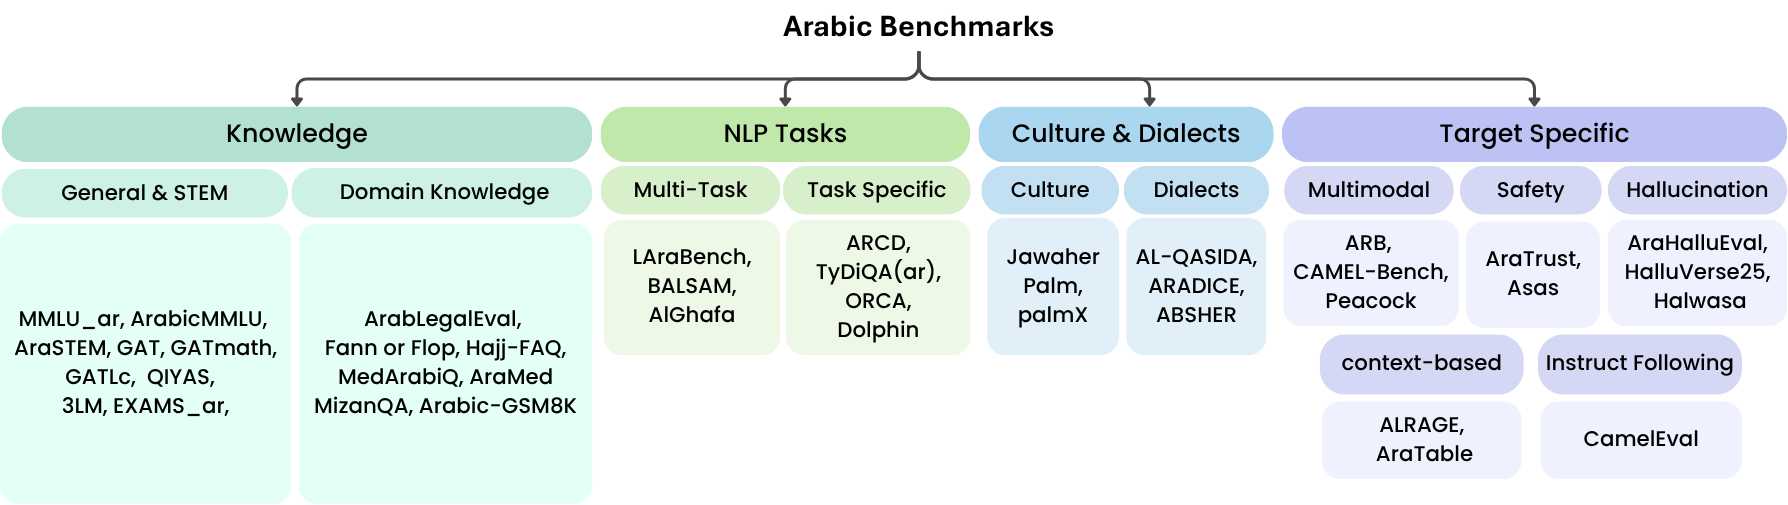 Arabic Benchmarks
Knowledge
General & STEM
MMLU_ar, ArabicMMLU,
AraSTEM, GAT, GATmath,
GATLc, QIYAS,
3LM, EXAMS_ar,
Domain Knowledge
ArabLegalEval,
Fann or Flop, Hajj-FAQ,
MedArabiQ, AraMed
MizanQA, Arabic-GSM8K
NLP Tasks
Multi-Task
LAraBench,
BALSAM,
AlGhafa
Task Specific
ARCD,
TyDiQA(ar),
ORCA,
Dolphin
Culture & Dialects
Culture
Jawaher
Palm,
palmX
Dialects
AL-QASIDA,
ARADICE,
ABSHER
Target Specific
Multimodal
ARB,
CAMEL-Bench,
Peacock
Safety
AraTrust,
Asas
Hallucination
AraHalluEval,
HalluVerse25,
Halwasa
context-based
ALRAGE,
AraTable
Instruct Following
CamelEval